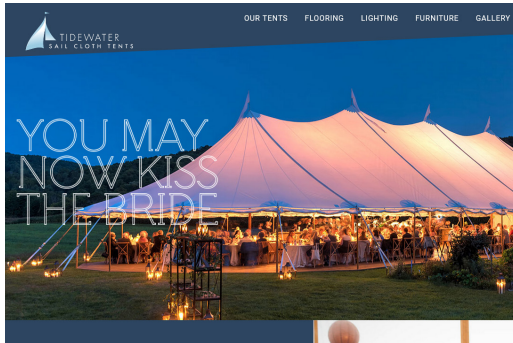 OUR TENTS FLOORING LIGHTING FURNITURE GALLERY
TIDEWATER
SAIL CLOTH TENTS
YOU MAY
NOW KISS
THE BRIDE